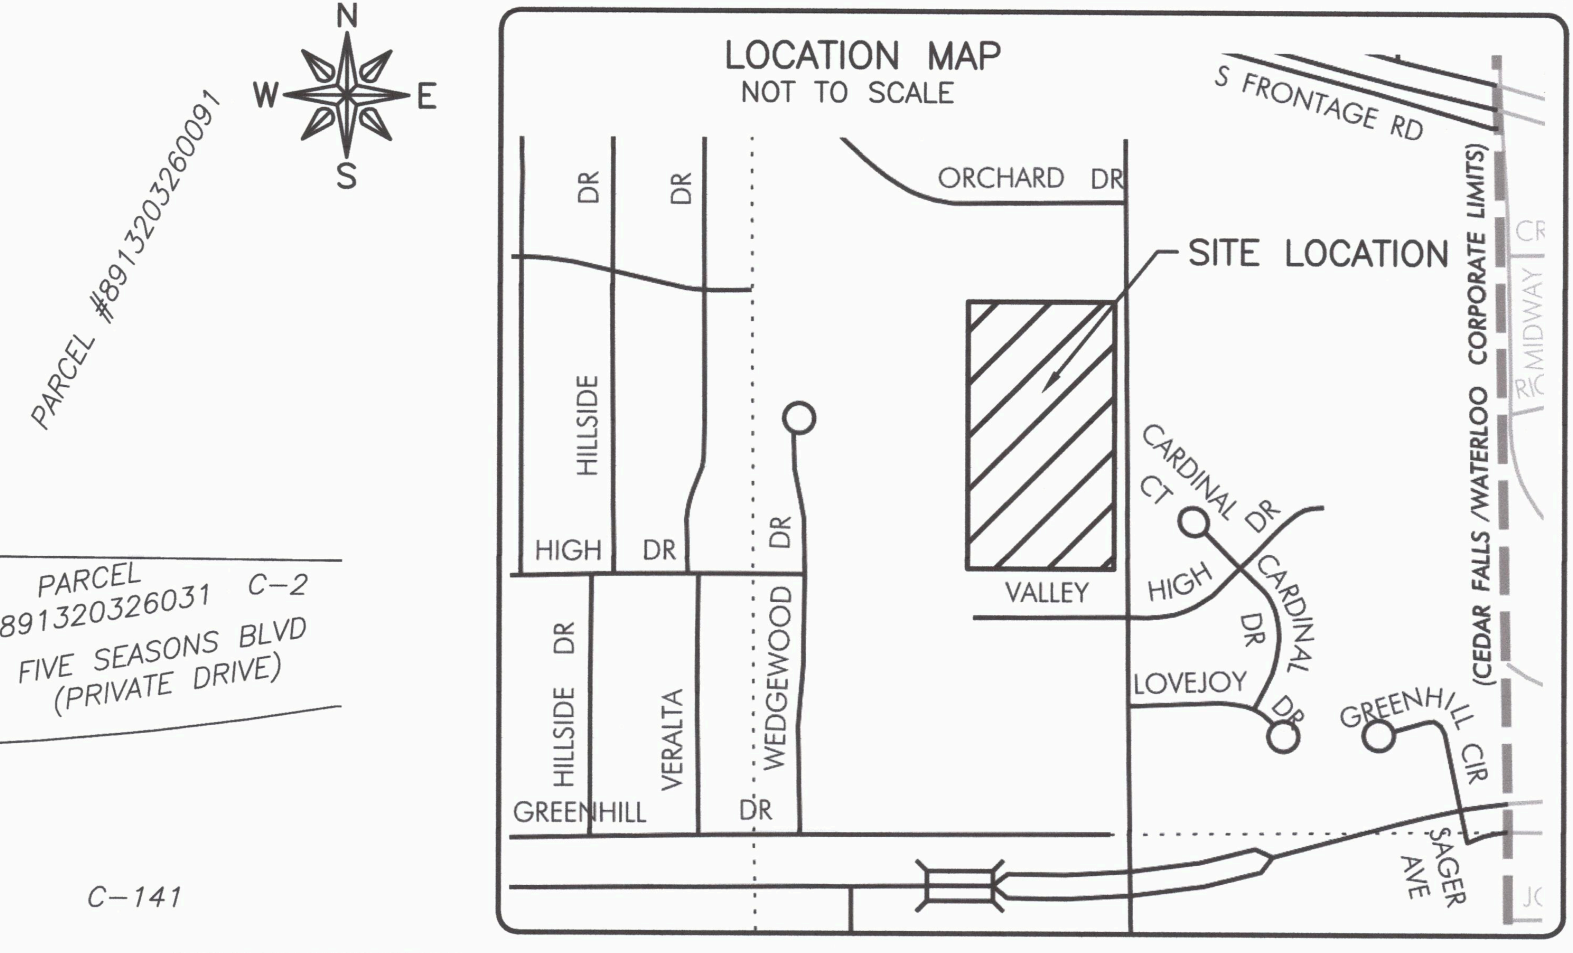 N
W E
S
PARCEL #8913203260091
PARCEL
891320326031 C-2
FIVE SEASONS BLVD
(PRIVATE DRIVE)
C-141
LOCATION MAP
NOT TO SCALE
S FRONTAGE RD
DR
DR
ORCHARD DR
SITE LOCATION
(CEDAR FALLS/WATERLOO CORPORATE LIMITS)
CR
MIDWAY
HILLSIDE
CARDINAL
CT
DR
HIGH DR
DR
VALLEY
HIGH
CARDINAL
DR
HILLSIDE DR
VERALTA
WEDGEWOOD
LOVEJOY
DR
GREENHILL CIR
GREENHILL DR
SAGER
AVE